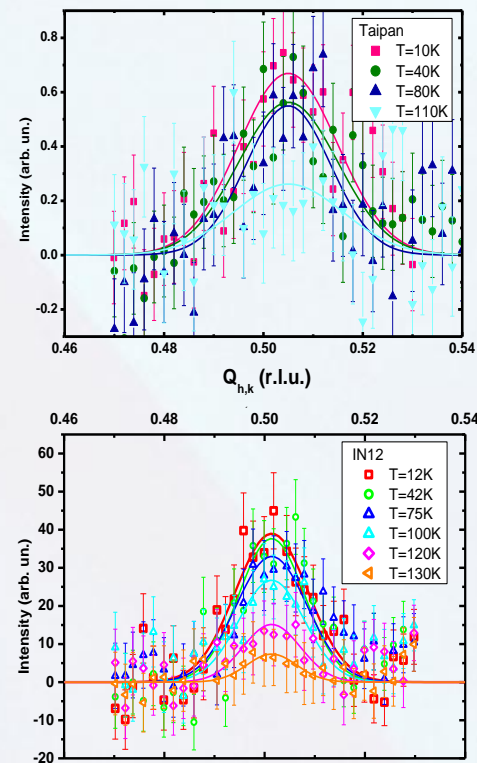 Taipan
T=10K
T=40K
T=80K
T=110K
0.8
0.6
0.4
0.2
0.0
-0.2
Intensity (arb. un.)
0.46 0.48 0.50 0.52 0.54
Qh,k (r.l.u.)
0.46 0.48 0.50 0.52 0.54
IN12
T=12K
T=42K
T=75K
T=100K
T=120K
T=130K
60
50
40
30
20
10
0
-10
-20
Intensity (arb. un.)